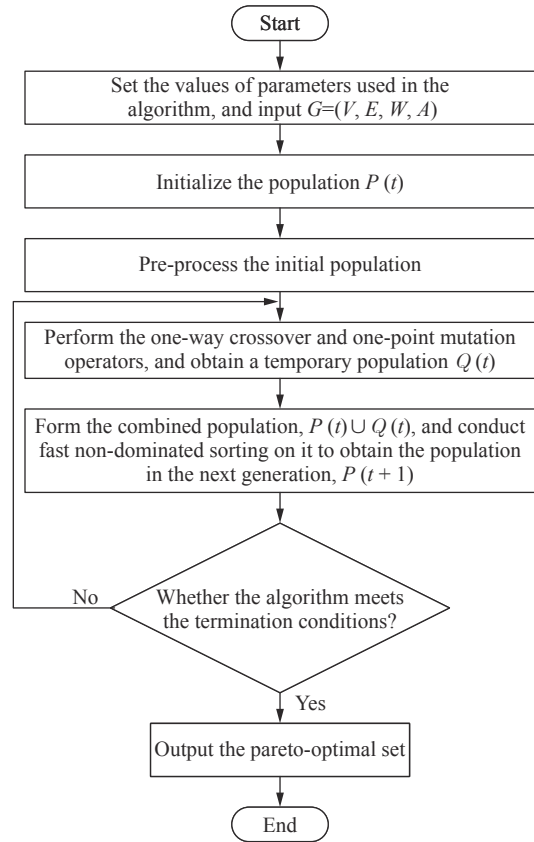 Start
Set the values of parameters used in the
algorithm, and input G=(V, E, W, A)
Initialize the population P (t)
Pre-process the initial population
Perform the one-way crossover and one-point mutation
operators, and obtain a temporary population Q (t)
Form the combined population, P (t) ∪ Q (t), and conduct
fast non-dominated sorting on it to obtain the population
in the next generation, P (t + 1)
No
Whether the algorithm meets
the termination conditions?
Yes
Output the pareto-optimal set
End